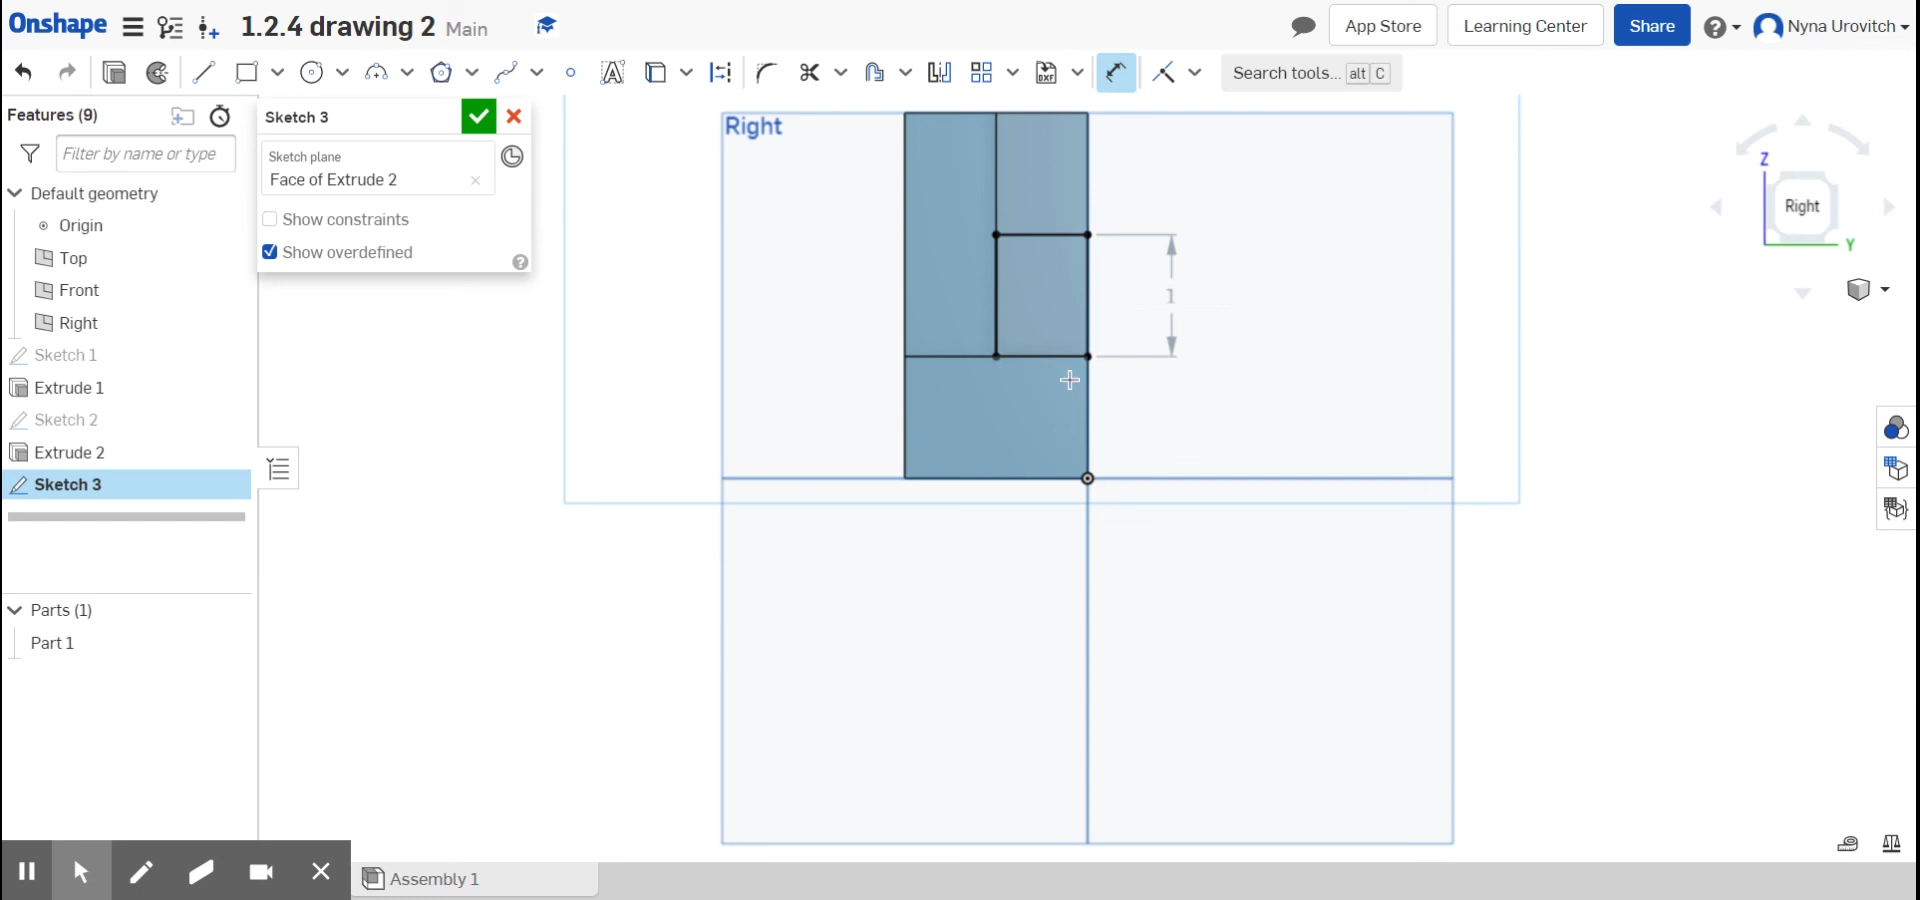 Onshape
1.2.4 drawing 2 Main
App Store
Learning Center
Share
Nyna Urovitch
Search tools... alt C
Features (9)
Filter by name or type
Default geometry
Origin
Top
Front
Right
Sketch 1
Extrude 1
Sketch 2
Extrude 2
Sketch 3
Parts (1)
Part 1
Sketch 3
Sketch plane
Face of Extrude 2
Show constraints
Show overdefined
Right
1
Z
Right
Y
DXF
Assembly 1